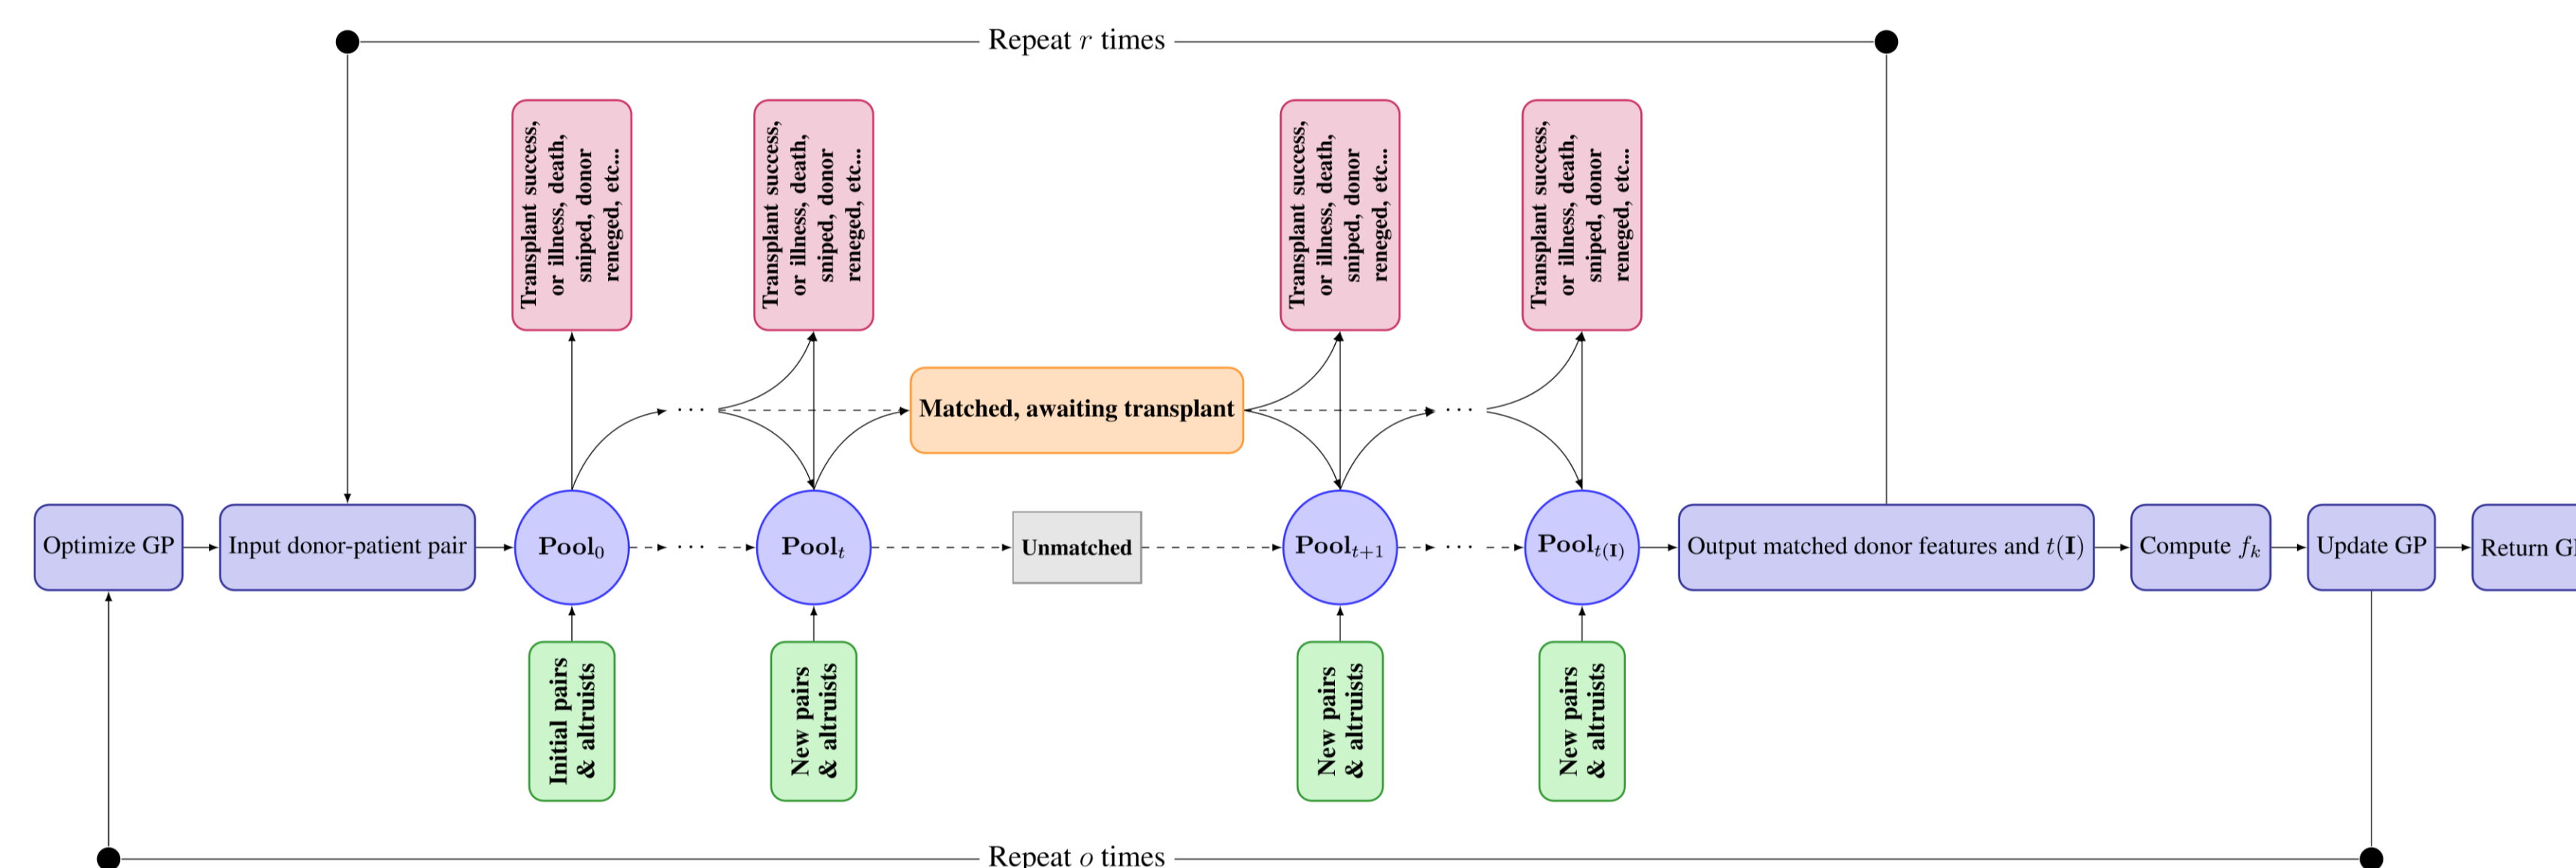 Repeat r times
Transplant success,
or illness, death,
sniped, donor
reneged, etc...
Transplant success,
or illness, death,
sniped, donor
reneged, etc...
Transplant success,
or illness, death,
sniped, donor
reneged, etc...
Transplant success,
or illness, death,
sniped, donor
reneged, etc...
...
Matched, awaiting transplant
...
Optimize GP
Input donor-patient pair
Pool₀
...
Poolₜ
Unmatched
Poolₜ₊₁
...
Pool_{t(I)}
Output matched donor features and t(I)
Compute fₖ
Update GP
Return
Initial pairs
& altruists
New pairs
& altruists
New pairs
& altruists
New pairs
& altruists
Repeat o times